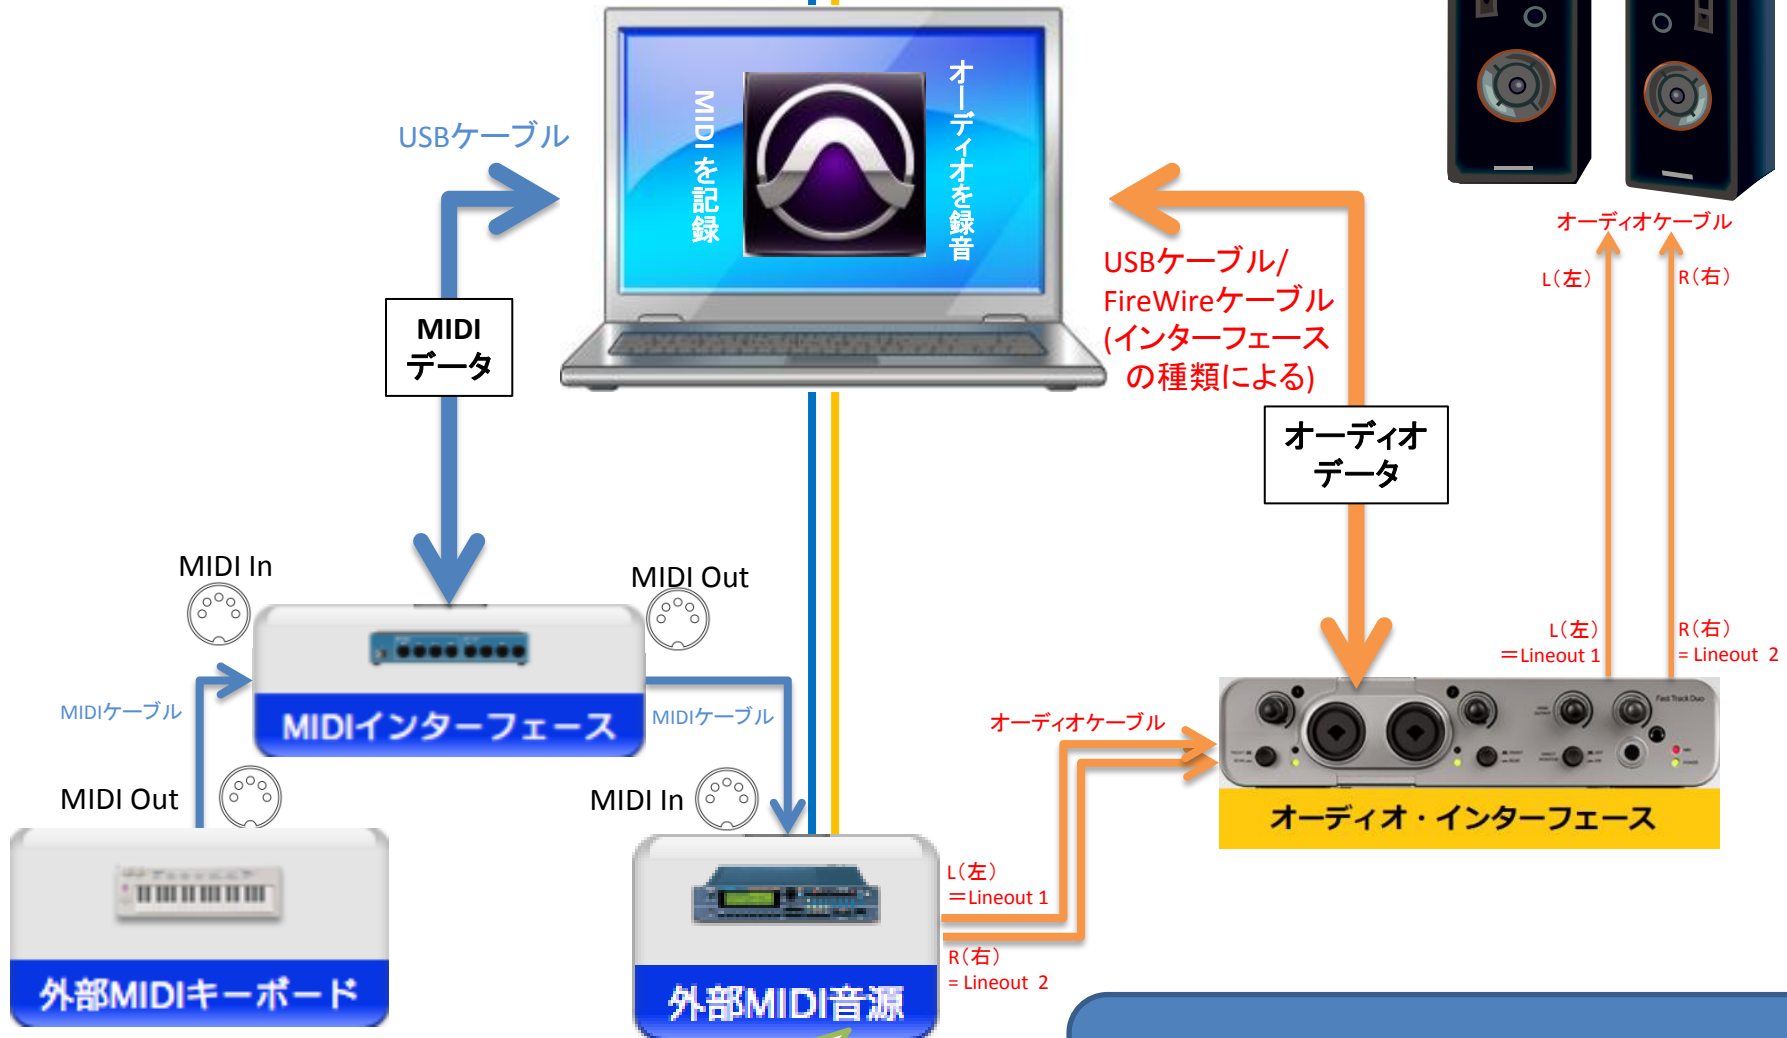 USBケーブル
MIDIを記録
オーディオを録音
オーディオケーブル
L(左)
R(右)
USBケーブル/
FireWireケーブル
(インターフェース
の種類による)
MIDI
データ
オーディオ
データ
MIDI In
MIDI Out
L(左)
=Lineout 1
R(右)
= Lineout 2
MIDIケーブル
MIDIインターフェース
MIDIケーブル
オーディオケーブル
Fast Track Duo
MIDI Out
MIDI In
オーディオ・インターフェース
L(左)
=Lineout 1
R(右)
= Lineout 2
外部MIDIキーボード
外部MIDI音源